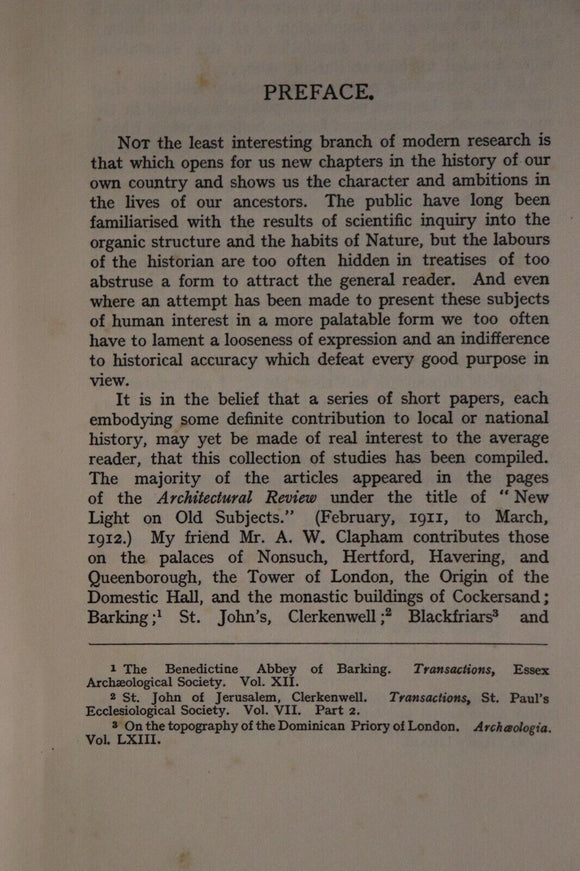 PREFACE.
NOT the least interesting branch of modern research is
that which opens for us new chapters in the history of our
own country and shows us the character and ambitions in
the lives of our ancestors. The public have long been
familiarised with the results of scientific inquiry into the
organic structure and the habits of Nature, but the labours
of the historian are too often hidden in treatises of too
abstruse a form to attract the general reader. And even
where an attempt has been made to present these subjects
of human interest in a more palatable form we too often
have to lament a looseness of expression and an indifference
to historical accuracy which defeat every good purpose in
view.
It is in the belief that a series of short papers, each
embodying some definite contribution to local or national
history, may yet be made of real interest to the average
reader, that this collection of studies has been compiled.
The majority of the articles appeared in the pages
of the Architectural Review under the title of “New
Light on Old Subjects.” (February, 1911, to March,
1912.) My friend Mr. A. W. Clapham contributes those
on the palaces of Nonsuch, Hertford, Havering, and
Queenborough, the Tower of London, the Origin of the
Domestic Hall, and the monastic buildings of Cockersand;
Barking;¹ St. John's, Clerkenwell;² Blackfriars³ and
¹ The Benedictine Abbey of Barking. Transactions, Essex
Archæological Society. Vol. XII.
² St. John of Jerusalem, Clerkenwell. Transactions, St. Paul's
Ecclesiological Society. Vol. VII. Part 2.
³ On the topography of the Dominican Priory of London. Archæologia.
Vol. LXIII.